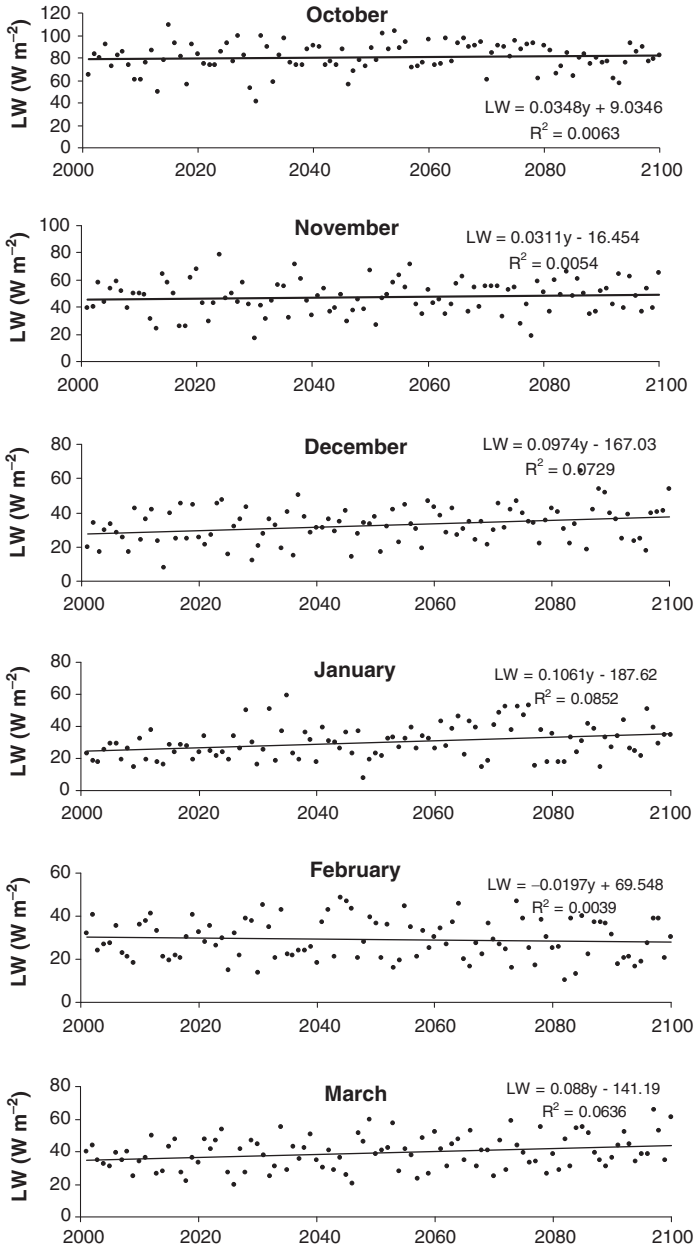 October
LW (W m−2)
120
100
80
60
40
20
0
LW = 0.0348y + 9.0346
R2 = 0.0063
2000 2020 2040 2060 2080 2100
November
LW (W m−2)
100
80
60
40
20
0
LW = 0.0311y - 16.454
R2 = 0.0054
2000 2020 2040 2060 2080 2100
December
LW (W m−2)
80
60
40
20
0
LW = 0.0974y - 167.03
R2 = 0.0729
2000 2020 2040 2060 2080 2100
January
LW (W m−2)
80
60
40
20
0
LW = 0.1061y - 187.62
R2 = 0.0852
2000 2020 2040 2060 2080 2100
February
LW (W m−2)
60
40
20
0
LW = −0.0197y + 69.548
R2 = 0.0039
2000 2020 2040 2060 2080 2100
March
LW (W m−2)
80
60
40
20
0
LW = 0.088y - 141.19
R2 = 0.0636
2000 2020 2040 2060 2080 2100